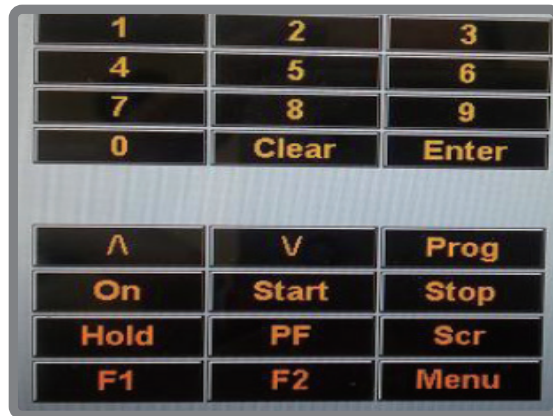 1 2 3
4 5 6
7 8 9
0 Clear Enter
Λ V Prog
On Start Stop
Hold PF Scr
F1 F2 Menu